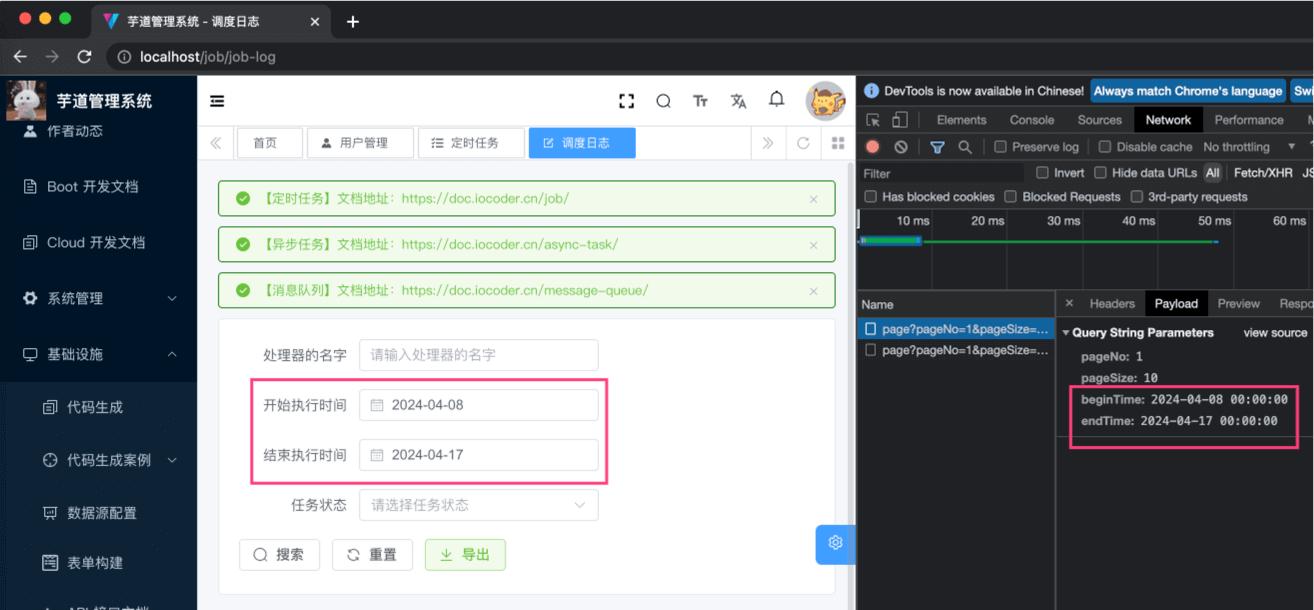 芋道管理系统 - 调度日志
localhost/job/job-log
芋道管理系统
作者动态
Boot 开发文档
Cloud 开发文档
系统管理
基础设施
代码生成
代码生成案例
数据源配置
表单构建
首页
用户管理
定时任务
调度日志
【定时任务】文档地址：https://doc.iocoder.cn/job/
【异步任务】文档地址：https://doc.iocoder.cn/async-task/
【消息队列】文档地址：https://doc.iocoder.cn/message-queue/
处理器的名字 请输入处理器的名字
开始执行时间 2024-04-08
结束执行时间 2024-04-17
任务状态 请选择任务状态
搜索 重置 导出
DevTools is now available in Chinese! Always match Chrome's language Swi
Elements Console Sources Network Performance
Preserve log Disable cache No throttling
Filter Invert Hide data URLs All Fetch/XHR JS
Has blocked cookies Blocked Requests 3rd-party requests
10 ms 20 ms 30 ms 40 ms 50 ms 60 ms
Name
page?pageNo=1&pageSize=...
page?pageNo=1&pageSize=...
Headers Payload Preview Respo
Query String Parameters view source
pageNo: 1
pageSize: 10
beginTime: 2024-04-08 00:00:00
endTime: 2024-04-17 00:00:00